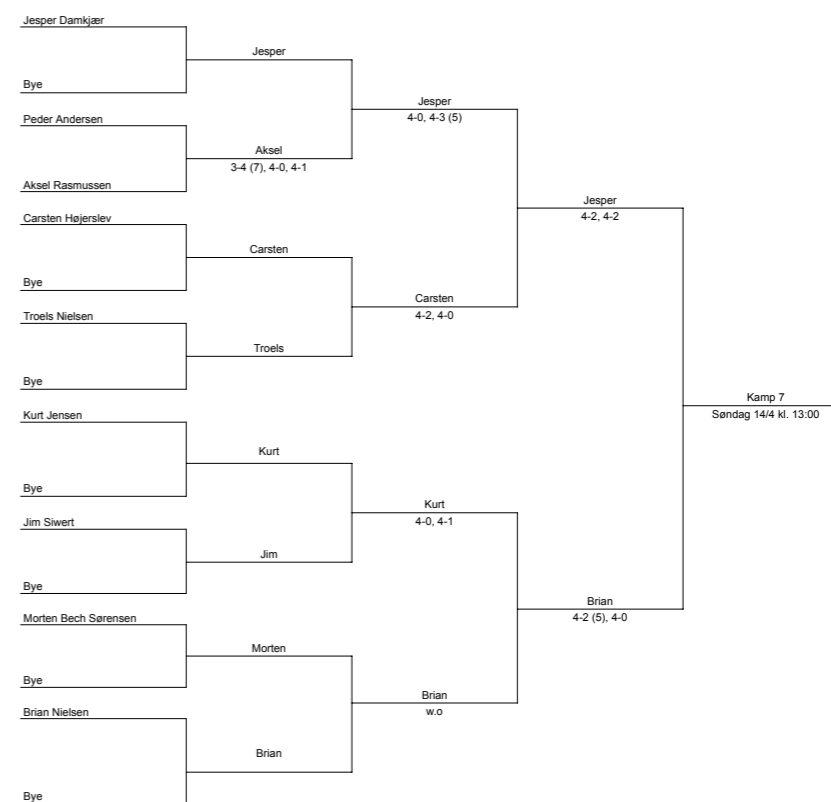 Jesper Damkjær
Jesper
Bye
Jesper
4-0, 4-3 (5)
Peder Andersen
Aksel
3-4 (7), 4-0, 4-1
Aksel Rasmussen
Jesper
4-2, 4-2
Carsten Højerslev
Carsten
Bye
Carsten
4-2, 4-0
Troels Nielsen
Troels
Bye
Kamp 7
Søndag 14/4 kl. 13:00
Kurt Jensen
Kurt
Bye
Kurt
4-0, 4-1
Jim Siwert
Jim
Bye
Brian
4-2 (5), 4-0
Morten Bech Sørensen
Morten
Bye
Brian
w.o
Brian Nielsen
Brian
Bye